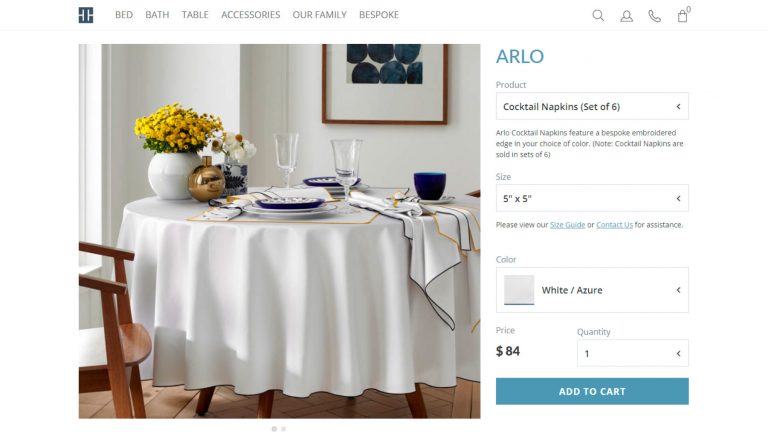 BED BATH TABLE ACCESSORIES OUR FAMILY BESPOKE
0
ARLO
Product
Cocktail Napkins (Set of 6)
Arlo Cocktail Napkins feature a bespoke embroidered
edge in your choice of color. (Note: Cocktail Napkins are
sold in sets of 6)
Size
5" x 5"
Please view our Size Guide or Contact Us for assistance.
Color
White / Azure
Price
Quantity
$ 84
1
ADD TO CART